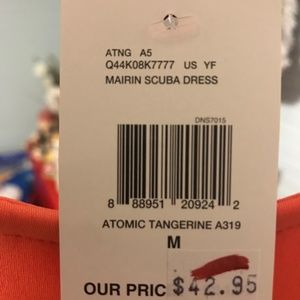 ATNG A5
Q44K08K7777 US YF
MAIRIN SCUBA DRESS
DNS7015
8 88951 20924 2
ATOMIC TANGERINE A319
M
OUR PRIC $42.95